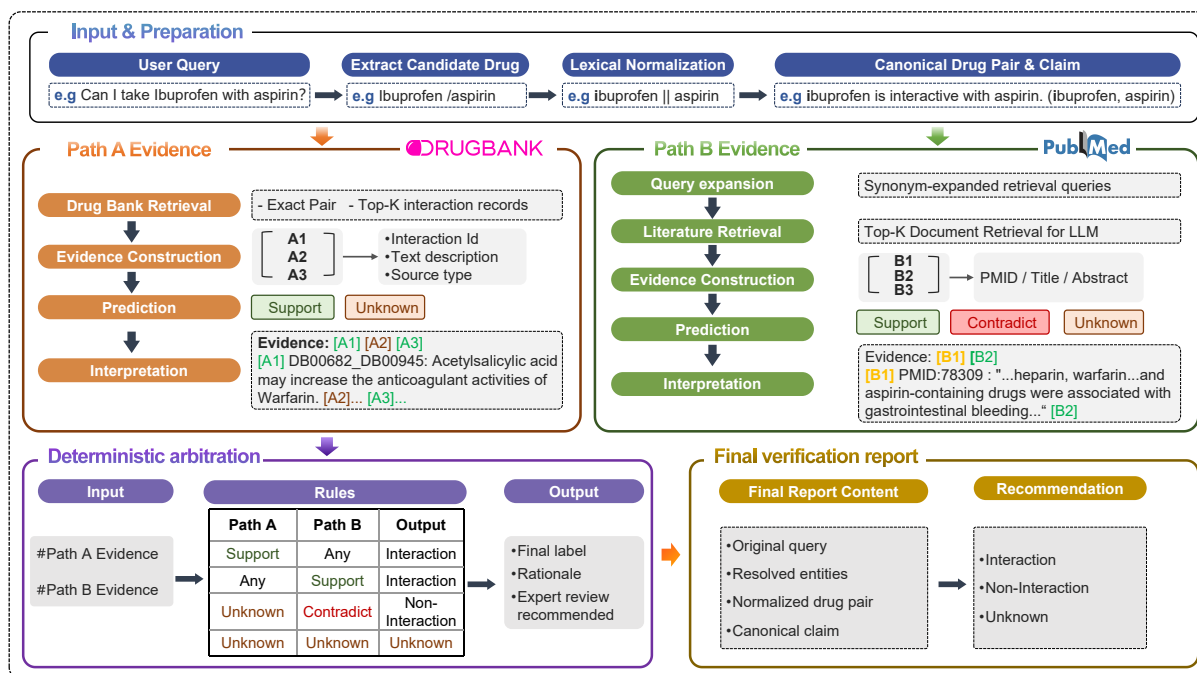 Input & Preparation
User Query
Extract Candidate Drug
Lexical Normalization
Canonical Drug Pair & Claim
e.g Can I take Ibuprofen with aspirin?
e.g Ibuprofen /aspirin
e.g ibuprofen || aspirin
e.g ibuprofen is interactive with aspirin. (ibuprofen, aspirin)
Path A Evidence
DRUGBANK
Drug Bank Retrieval
- Exact Pair - Top-K interaction records
Evidence Construction
A1
A2
A3
•Interaction Id
•Text description
•Source type
Prediction
Support
Unknown
Interpretation
Evidence: [A1] [A2] [A3]
[A1] DB00682_DB00945: Acetylsalicylic acid
may increase the anticoagulant activities of
Warfarin. [A2]... [A3]...
Path B Evidence
PubMed
Query expansion
Synonym-expanded retrieval queries
Literature Retrieval
Top-K Document Retrieval for LLM
Evidence Construction
B1
B2
B3
PMID / Title / Abstract
Prediction
Support
Contradict
Unknown
Interpretation
Evidence: [B1] [B2]
[B1] PMID:78309 : "...heparin, warfarin...and
aspirin-containing drugs were associated with
gastrointestinal bleeding...“ [B2]
Deterministic arbitration
Input
Rules
Output
#Path A Evidence
#Path B Evidence
Path A Path B Output
Support Any Interaction
Any Support Interaction
Unknown Contradict Non-
Interaction
Unknown Unknown Unknown
•Final label
•Rationale
•Expert review
recommended
Final verification report
Final Report Content
Recommendation
•Original query
•Resolved entities
•Normalized drug pair
•Canonical claim
•Interaction
•Non-Interaction
•Unknown